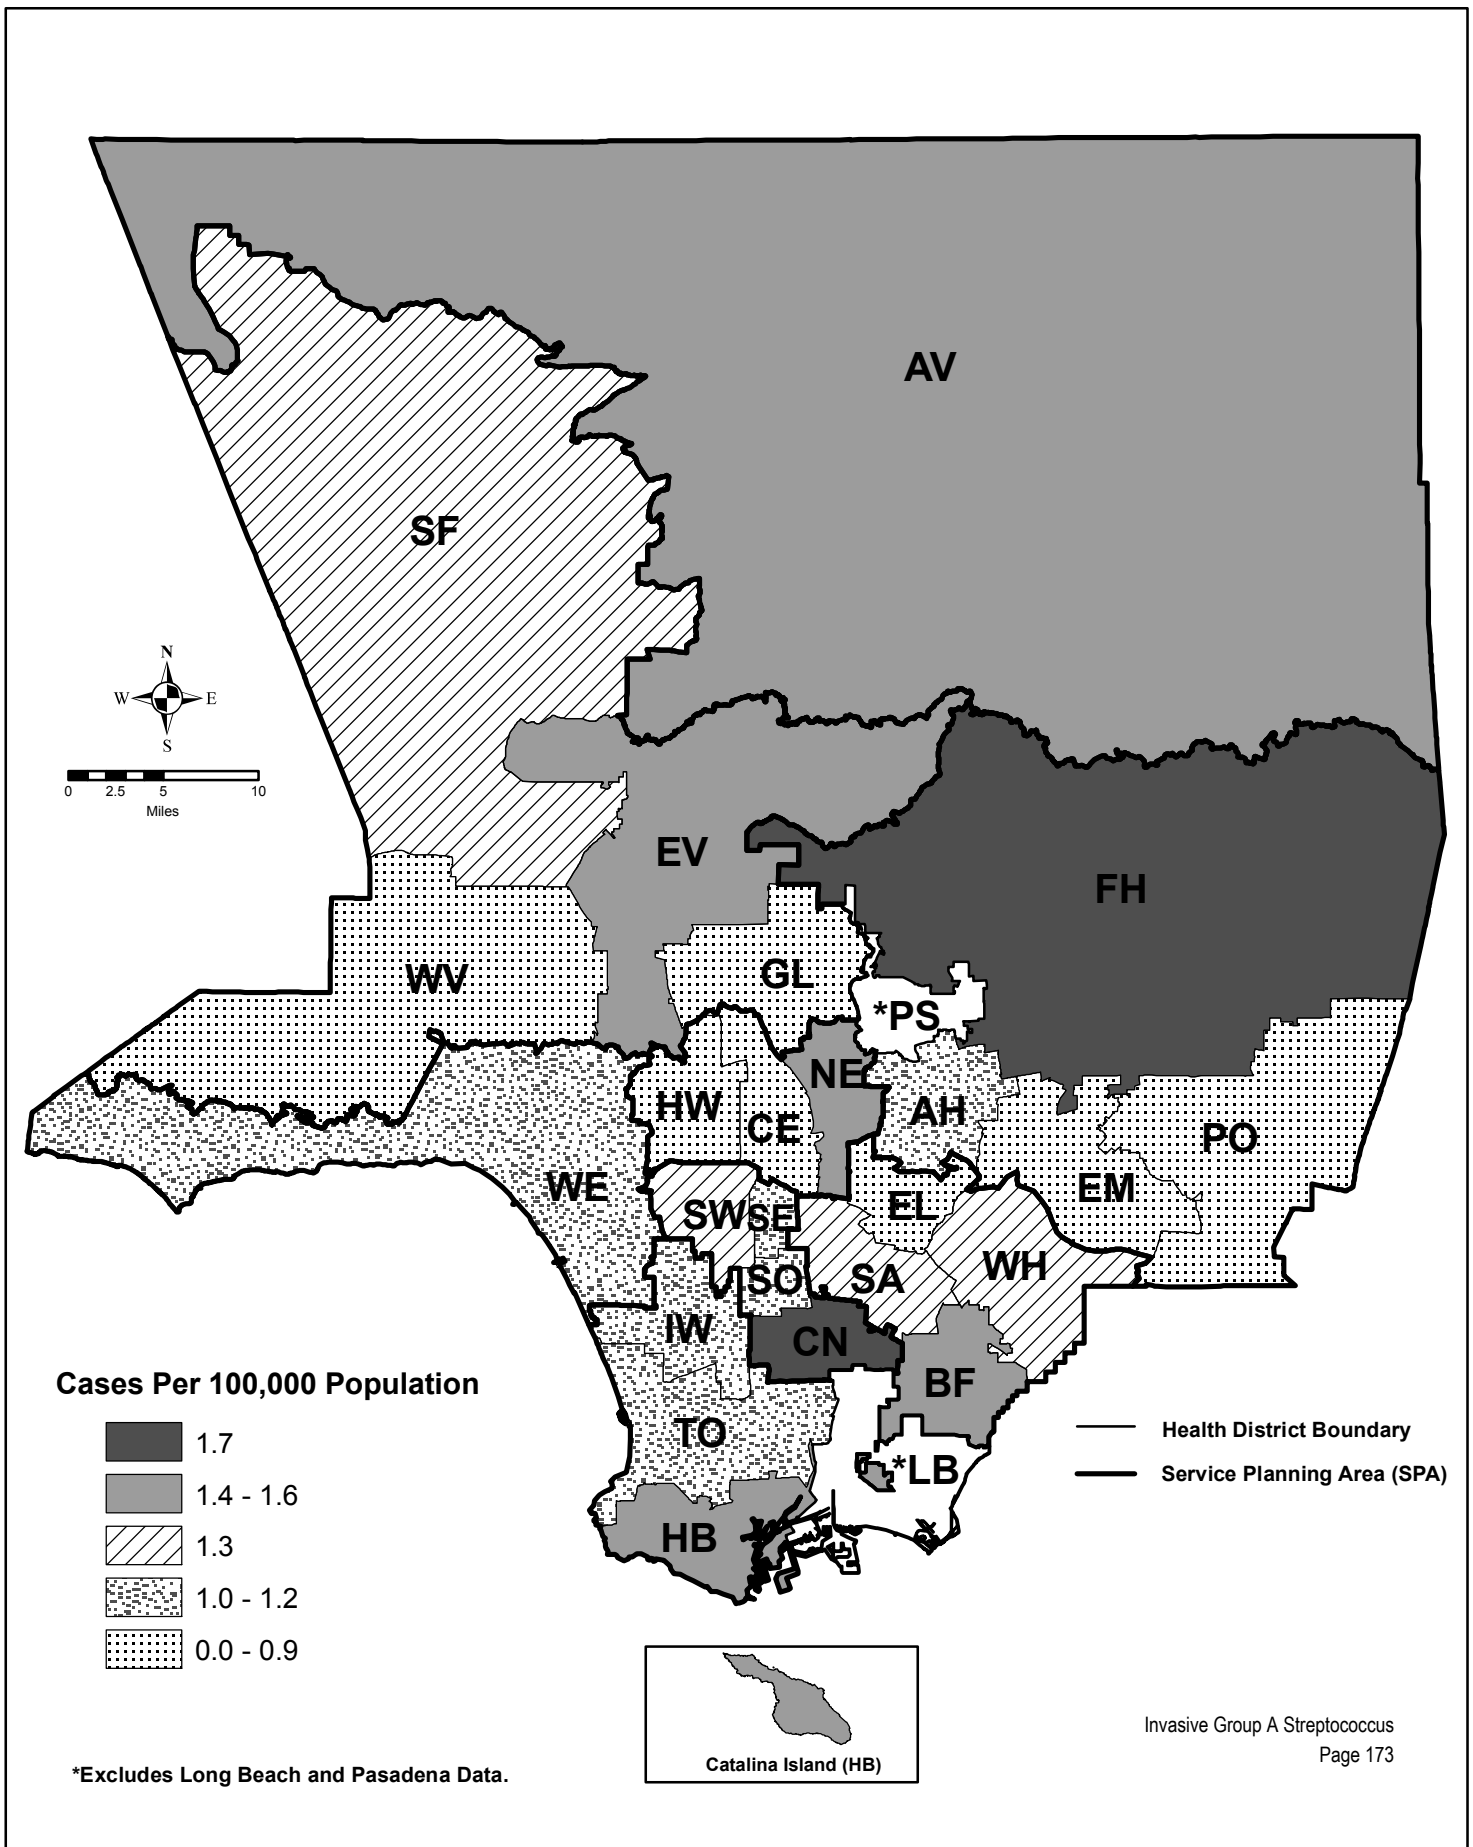 AV
SF
N
W E
S
0 2.5 5 10
Miles
EV
FH
WV
GL
*PS
NE
HW
AH
CE
PO
WE
EM
SW
SE
EL
WH
SO
SA
IW
CN
BF
TO
*LB
HB
Cases Per 100,000 Population
1.7
1.4 - 1.6
1.3
1.0 - 1.2
0.0 - 0.9
Health District Boundary
Service Planning Area (SPA)
Catalina Island (HB)
Invasive Group A Streptococcus
Page 173
*Excludes Long Beach and Pasadena Data.